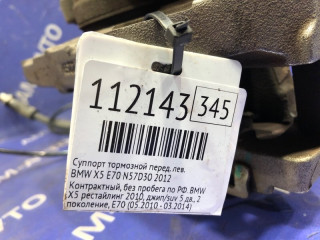 112143 345
Суппорт тормозной перед. лев.
BMW X5 E70 N57D30 2012
Контрактный, без пробега по РФ. BMW
X5 рестайлинг 2010, джип/suv 5 дв., 2
поколение, E70 (05.2010 - 03.2014)